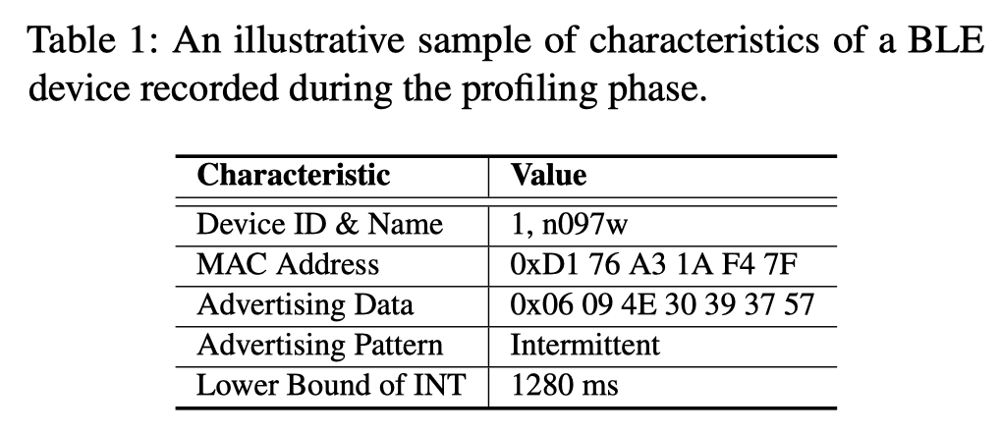 Table 1: An illustrative sample of characteristics of a BLE
device recorded during the profiling phase.
Characteristic Value
Device ID & Name 1, n097w
MAC Address 0xD1 76 A3 1A F4 7F
Advertising Data 0x06 09 4E 30 39 37 57
Advertising Pattern Intermittent
Lower Bound of INT 1280 ms